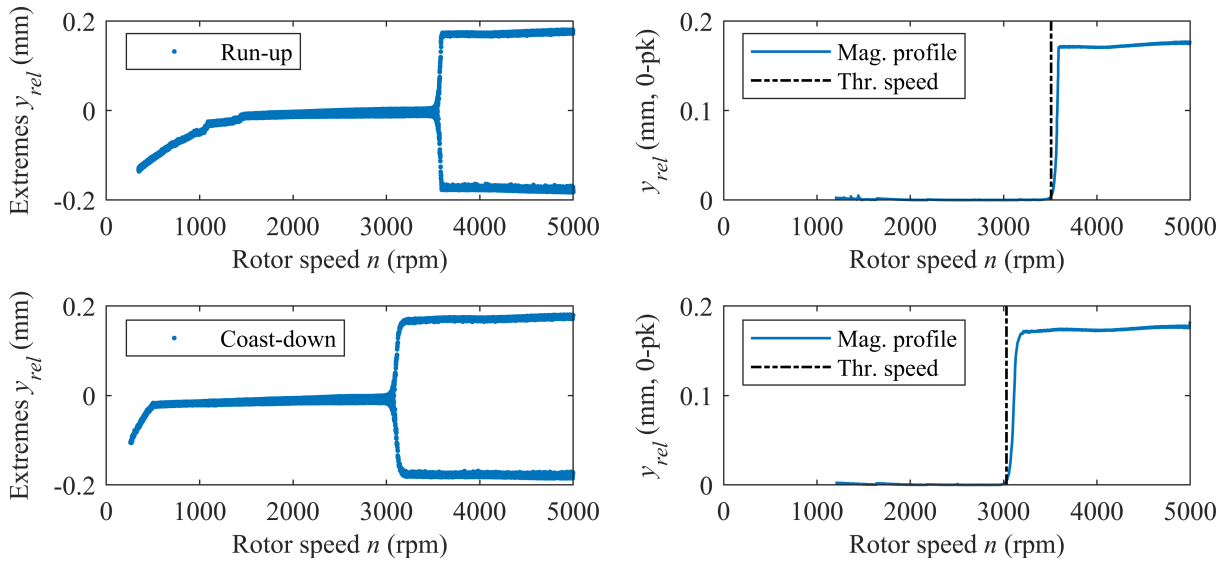 Extremes y_rel (mm)
0.2
0
-0.2
Run-up
0 1000 2000 3000 4000 5000
Rotor speed n (rpm)
y_rel (mm, 0-pk)
0.2
0.1
0
Mag. profile
Thr. speed
0 1000 2000 3000 4000 5000
Rotor speed n (rpm)
Extremes y_rel (mm)
0.2
0
-0.2
Coast-down
0 1000 2000 3000 4000 5000
Rotor speed n (rpm)
y_rel (mm, 0-pk)
0.2
0.1
0
Mag. profile
Thr. speed
0 1000 2000 3000 4000 5000
Rotor speed n (rpm)